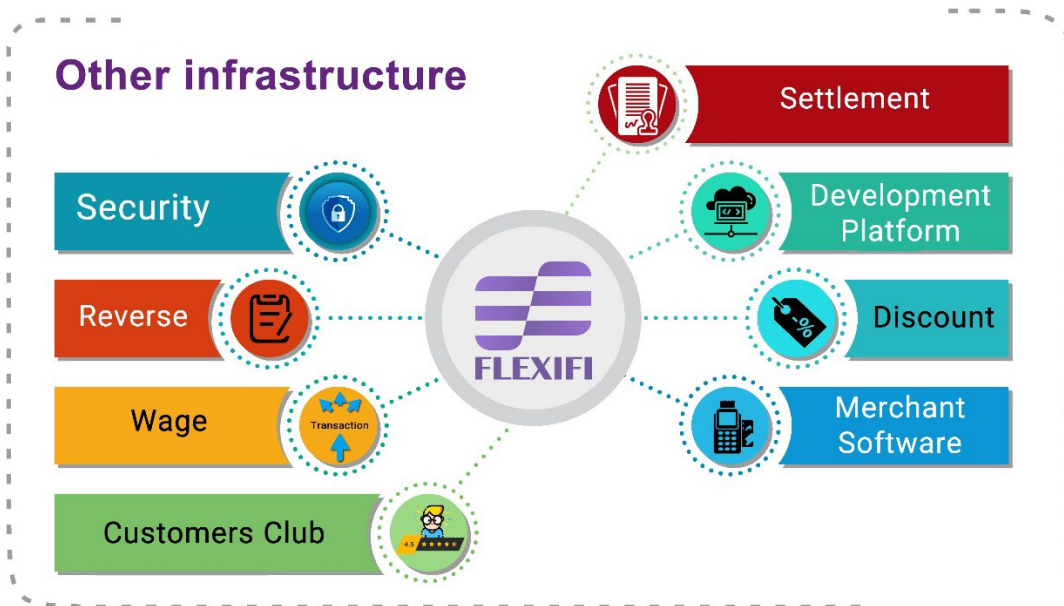 Other infrastructure
Settlement
Security
Development
Platform
Reverse
-%
Discount
FLEXIFI
Wage
Transaction
Merchant
Software
Customers Club
4.5